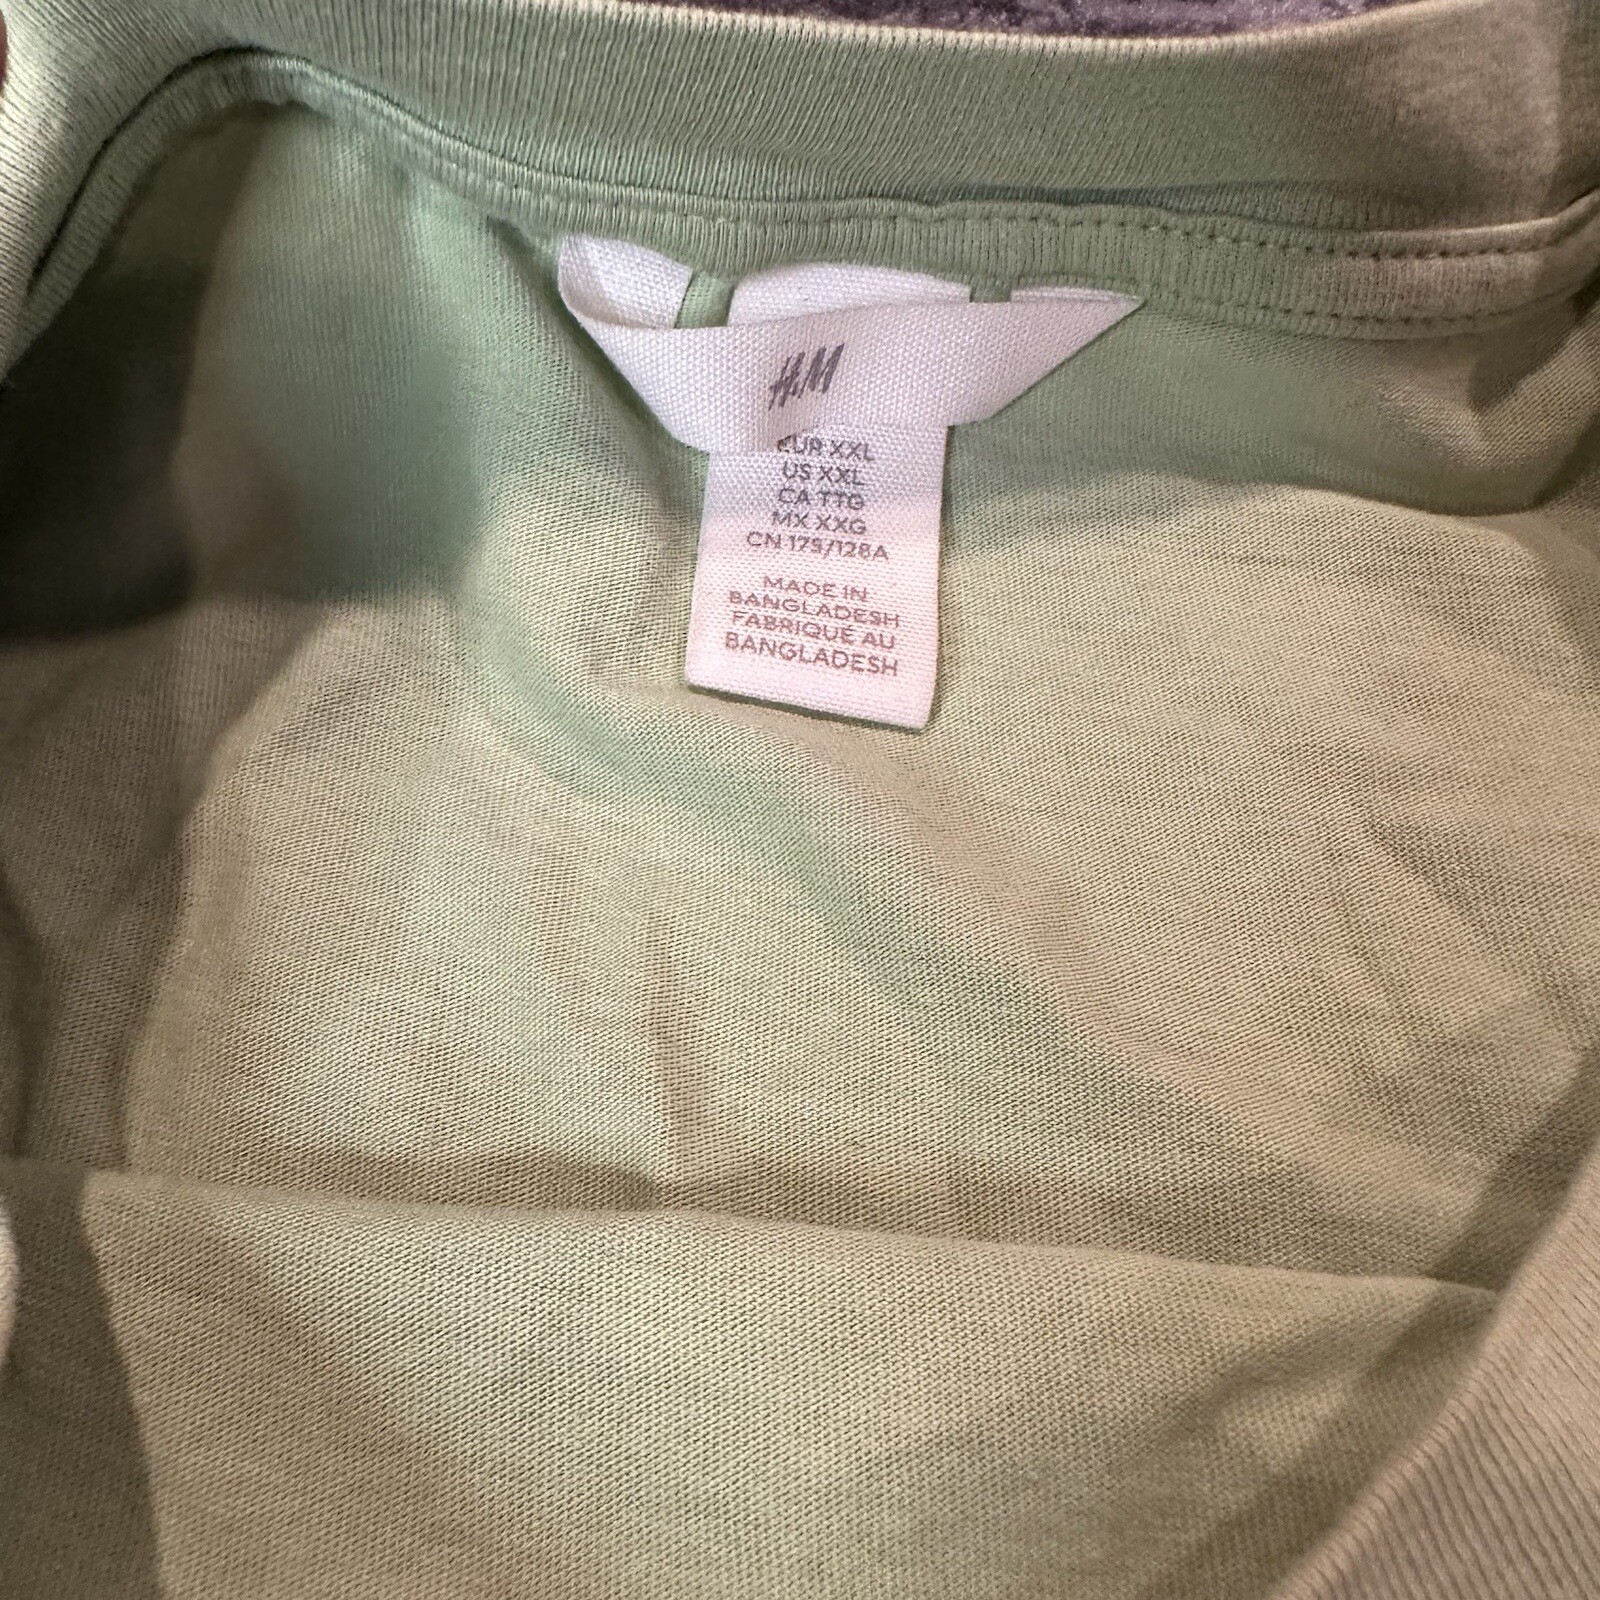 H&M
EUR XXL
US XXL
CA TTG
MX XXG
CN 175/128A
MADE IN
BANGLADESH
FABRIQUÉ AU
BANGLADESH